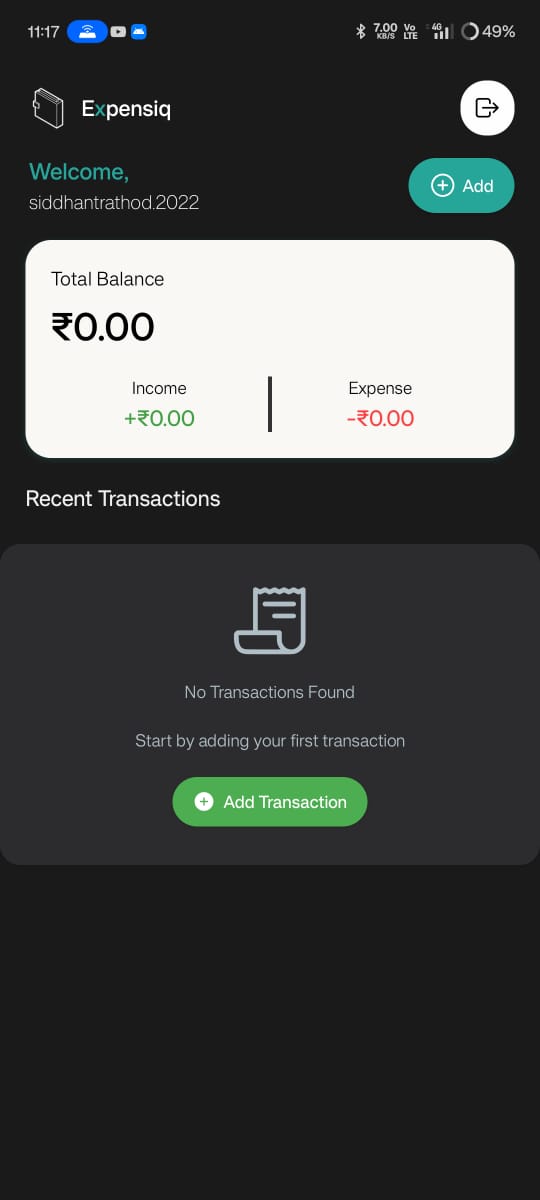 11:17 7.00 KB/S Vo LTE 4G 49%
Expensiq
Welcome,
siddhantrathod.2022
Add
Total Balance
₹0.00
Income Expense
+₹0.00 -₹0.00
Recent Transactions
No Transactions Found
Start by adding your first transaction
Add Transaction